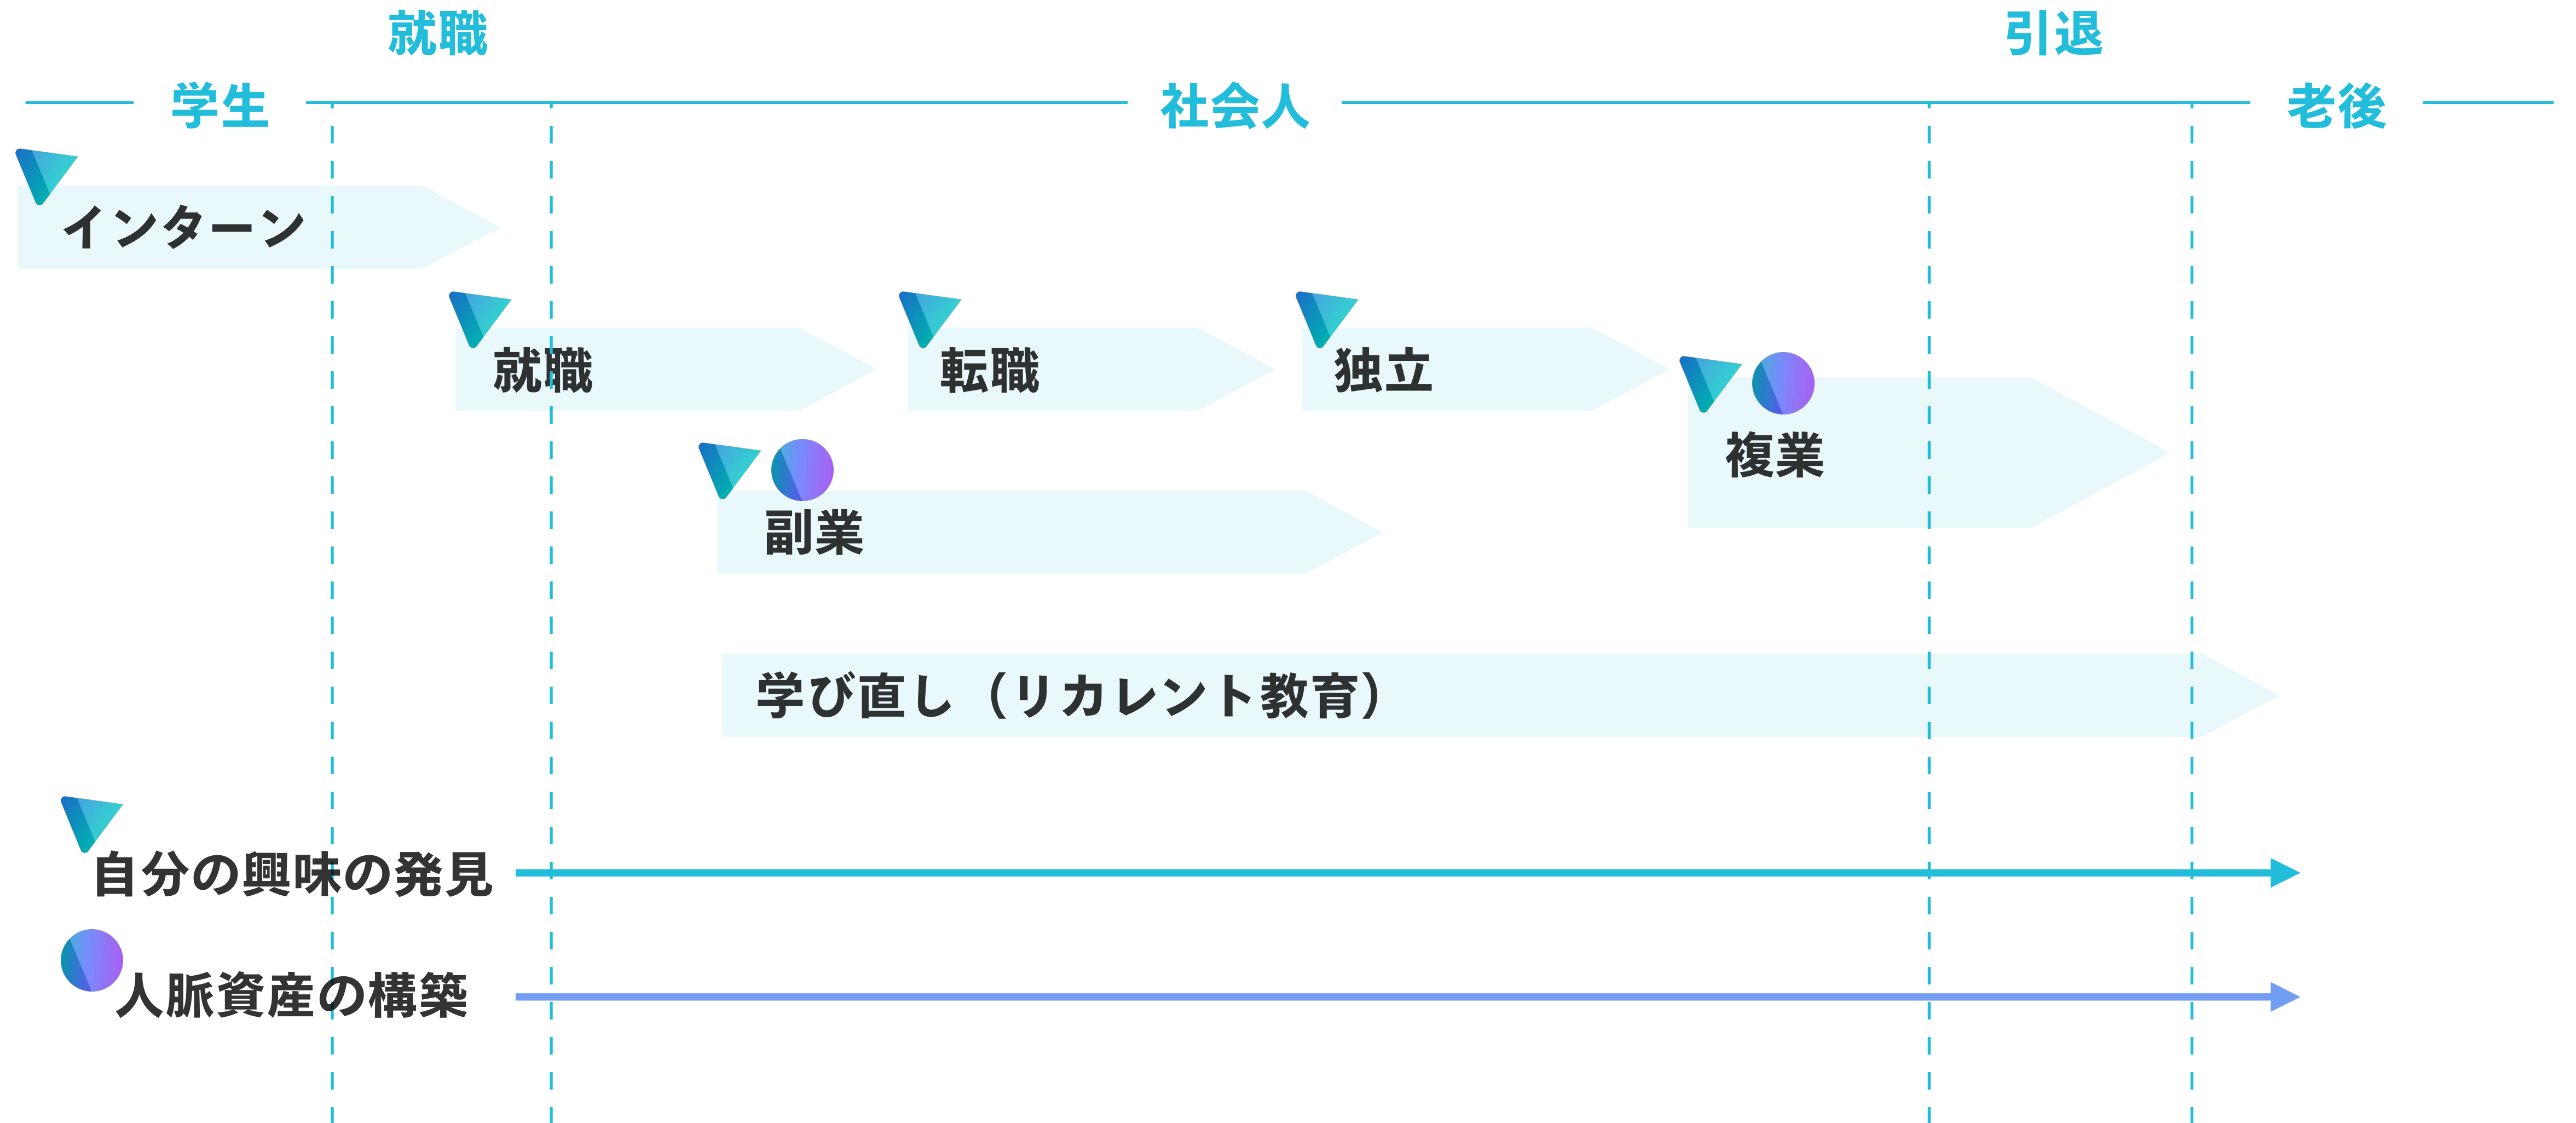 就職
引退
学生
社会人
老後
インターン
就職
転職
独立
複業
副業
学び直し（リカレント教育）
自分の興味の発見
人脈資産の構築